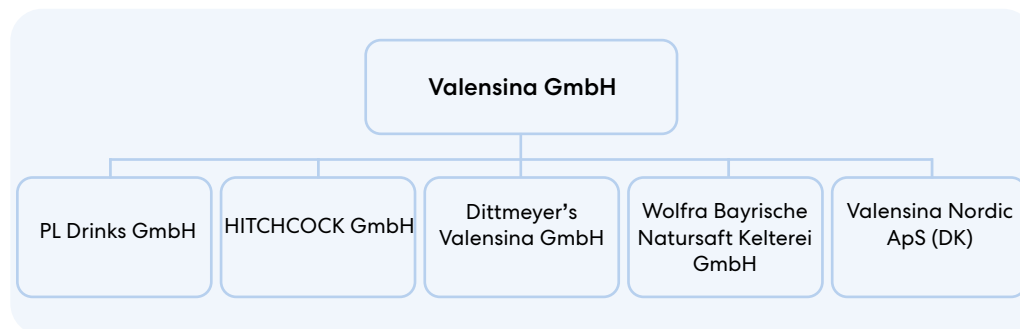 Valensina GmbH
PL Drinks GmbH
HITCHCOCK GmbH
Dittmeyer’s
Valensina GmbH
Wolfra Bayrische
Natursaft Kelterei
GmbH
Valensina Nordic
ApS (DK)